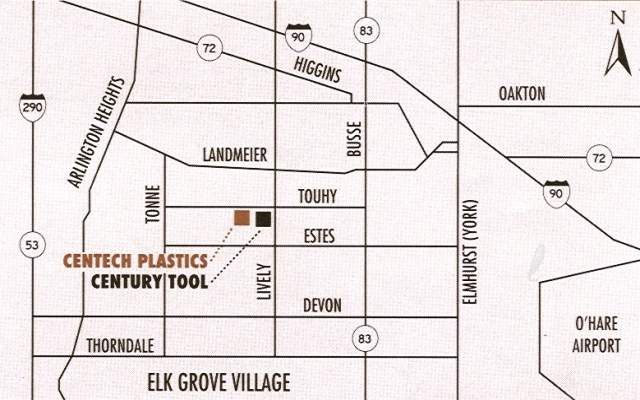 N
90
83
72
HIGGINS
OAKTON
290
ARLINGTON HEIGHTS
BUSSE
LANDMEIER
72
90
TONNE
TOUHY
ELMHURST (YORK)
53
ESTES
CENTECH PLASTICS
CENTURY TOOL
LIVELY
DEVON
O'HARE
AIRPORT
THORNDALE
83
ELK GROVE VILLAGE